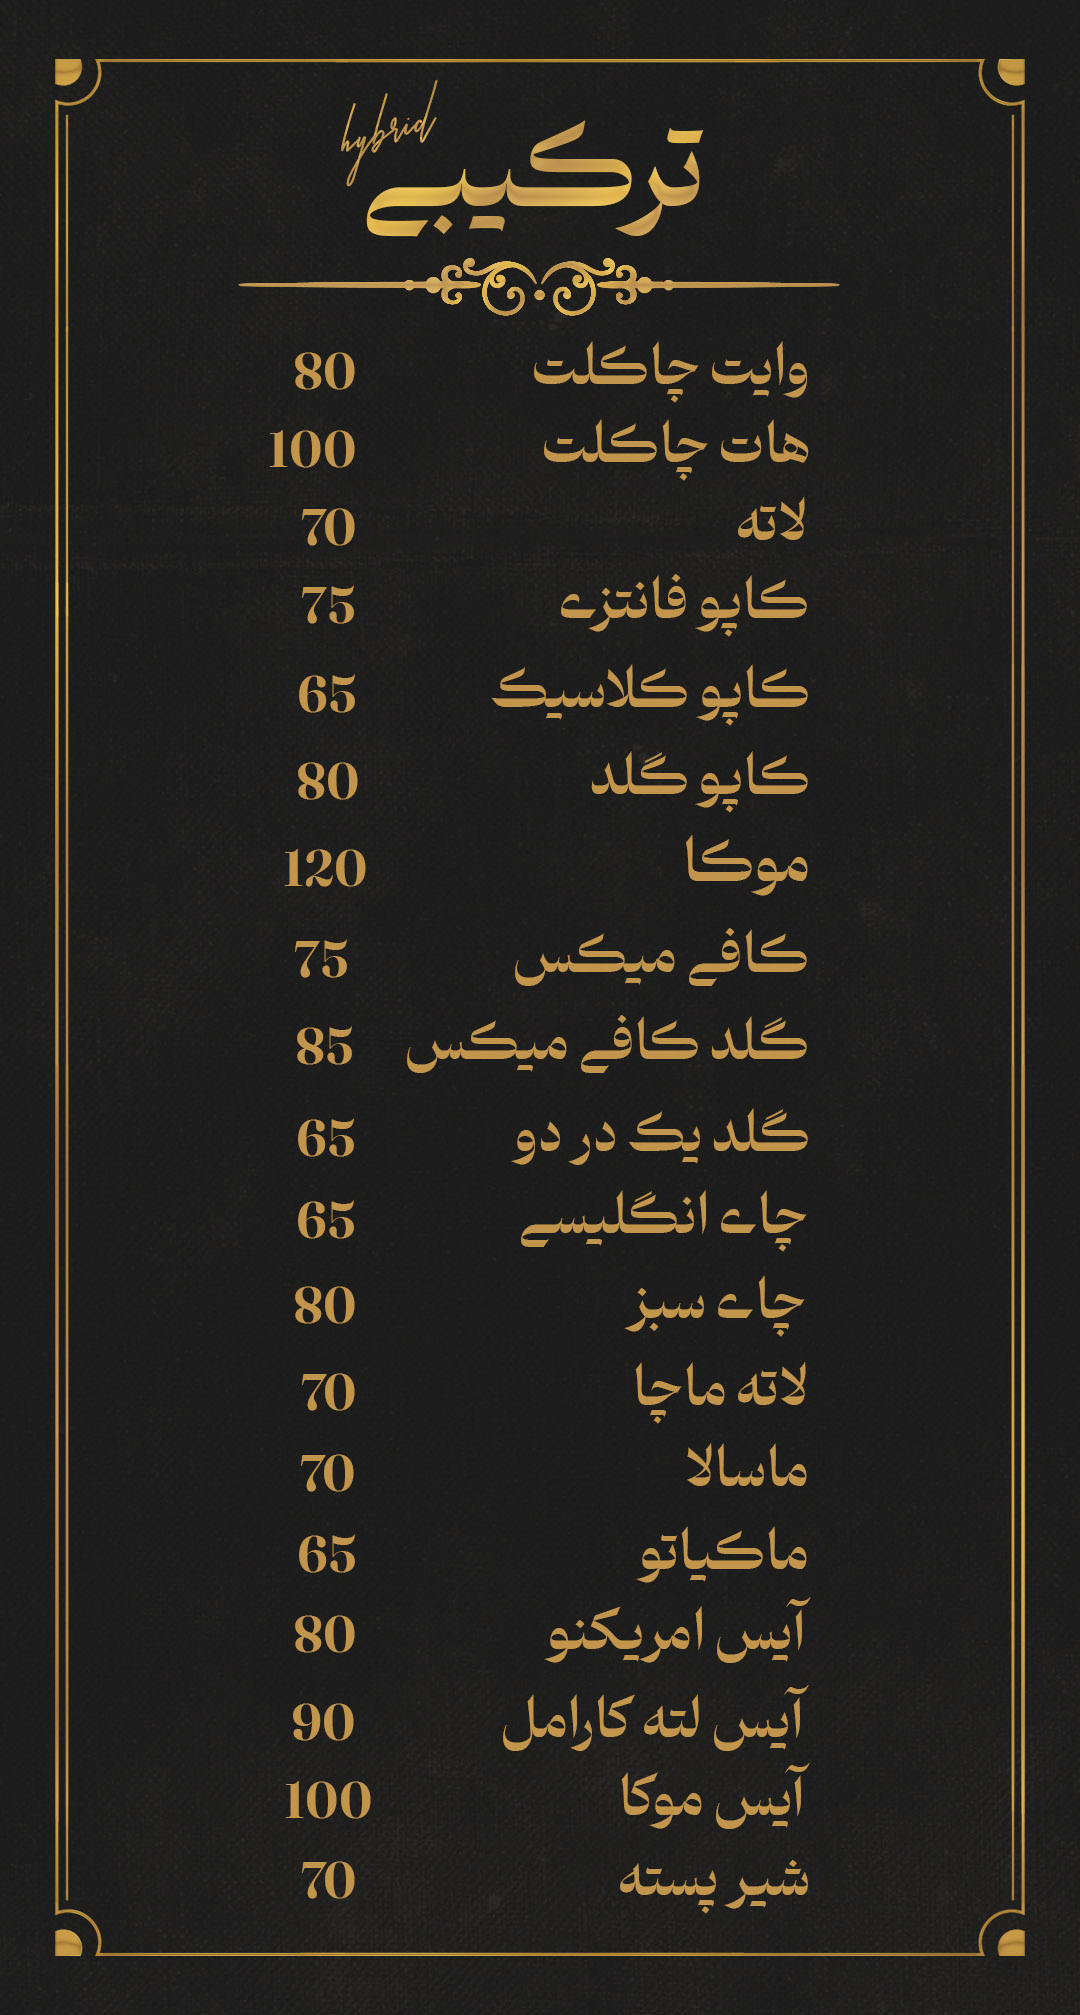 hybrid
ترکیبی
وایت چاکلت 80
هات چاکلت 100
لاته 70
کاپو فانتزی 75
کاپو کلاسیک 65
کاپو گلد 80
موکا 120
کافی میکس 75
گلد کافی میکس 85
گلد یک در دو 65
چای انگلیسی 65
چای سبز 80
لاته ماچا 70
ماسالا 70
ماکیاتو 65
آیس امریکنو 80
آیس لته کارامل 90
آیس موکا 100
شیر پسته 70